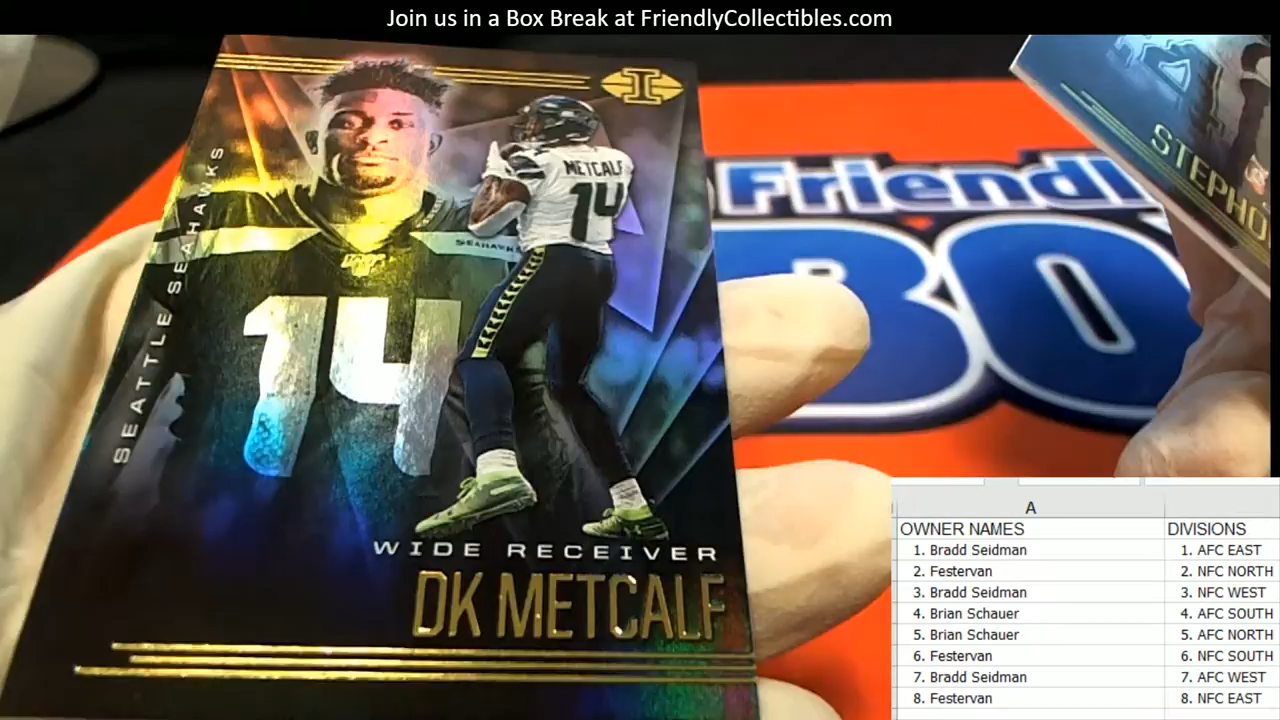 Join us in a Box Break at FriendlyCollectibles.com
SEATTLE SEAHAWKS
I
METCALF
14
SEAHAWKS
14
WIDE RECEIVER
DK METCALF
STEPHO
Friendl
BO
A
OWNER NAMES DIVISIONS
1. Bradd Seidman 1. AFC EAST
2. Festervan 2. NFC NORTH
3. Bradd Seidman 3. NFC WEST
4. Brian Schauer 4. AFC SOUTH
5. Brian Schauer 5. AFC NORTH
6. Festervan 6. NFC SOUTH
7. Bradd Seidman 7. AFC WEST
8. Festervan 8. NFC EAST